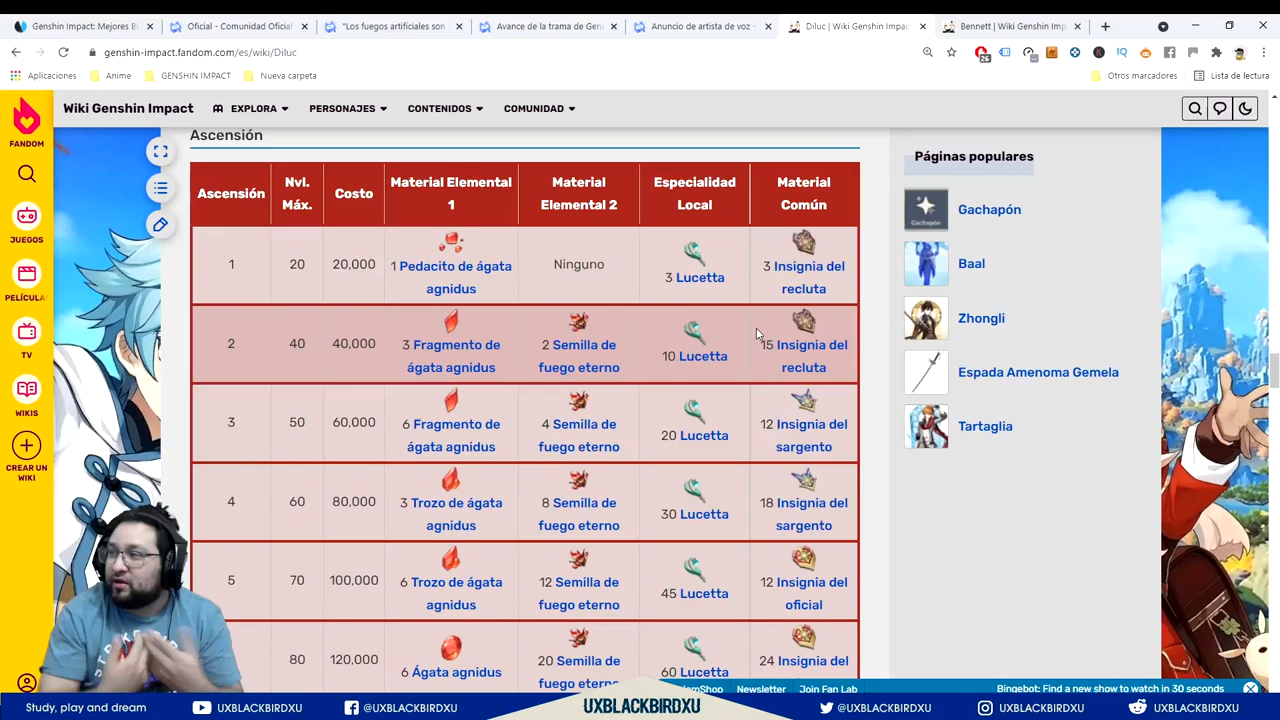 Genshin Impact: Mejores Bu
Oficial - Comunidad Oficial
"Los fuegos artificiales son
Avance de la trama de Gen
Anuncio de artista de voz -
Diluc | Wiki Genshin Impact
Bennett | Wiki Genshin Imp
genshin-impact.fandom.com/es/wiki/Diluc
Aplicaciones
Anime
GENSHIN IMPACT
Nueva carpeta
Otros marcadores
Lista de lectura
FANDOM
JUEGOS
PELÍCULA
TV
WIKIS
CREAR UN
WIKI
Wiki Genshin Impact
EXPLORA
PERSONAJES
CONTENIDOS
COMUNIDAD
Ascensión
Ascensión
Nvl.
Máx.
Costo
Material Elemental
1
Material
Elemental 2
Especialidad
Local
Material
Común
1
20
20,000
1 Pedacito de ágata
agnidus
Ninguno
3 Lucetta
3 Insignia del
recluta
2
40
40,000
3 Fragmento de
ágata agnidus
2 Semilla de
fuego eterno
10 Lucetta
15 Insignia del
recluta
3
50
60,000
6 Fragmento de
ágata agnidus
4 Semilla de
fuego eterno
20 Lucetta
12 Insignia del
sargento
4
60
80,000
3 Trozo de ágata
agnidus
8 Semilla de
fuego eterno
30 Lucetta
18 Insignia del
sargento
5
70
100,000
6 Trozo de ágata
agnidus
12 Semilla de
fuego eterno
45 Lucetta
12 Insignia del
oficial
80
120,000
6 Ágata agnidus
20 Semilla de
fuego eterno
60 Lucetta
24 Insignia del
Páginas populares
Gachapón
Gachapón
Baal
Zhongli
Espada Amenoma Gemela
Tartaglia
Newsletter
Join Fan Lab
Bingebot: Find a new show to watch in 30 seconds
Study, play and dream
UXBLACKBIRDXU
@UXBLACKBIRDXU
UXBLACKBIRDXU
@UXBLACKBIRDXU
@UXBLACKBIRDXU
@UXBLACKBIRDXU